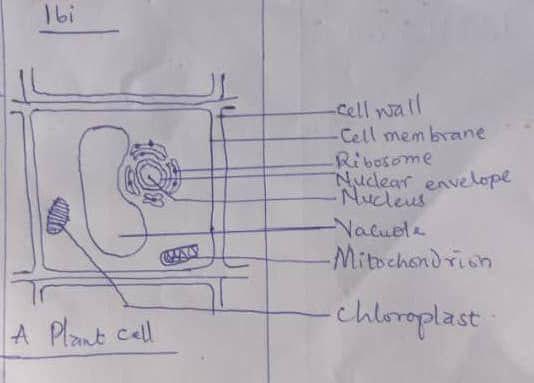 1bi
Cell wall
Cell membrane
Ribosome
Nuclear envelope
Nucleus
Vacuole
Mitochondrion
Chloroplast
A Plant Cell